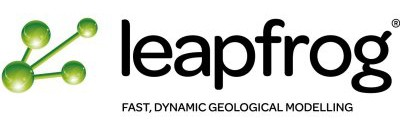 leapfrog®
FAST, DYNAMIC GEOLOGICAL MODELLING